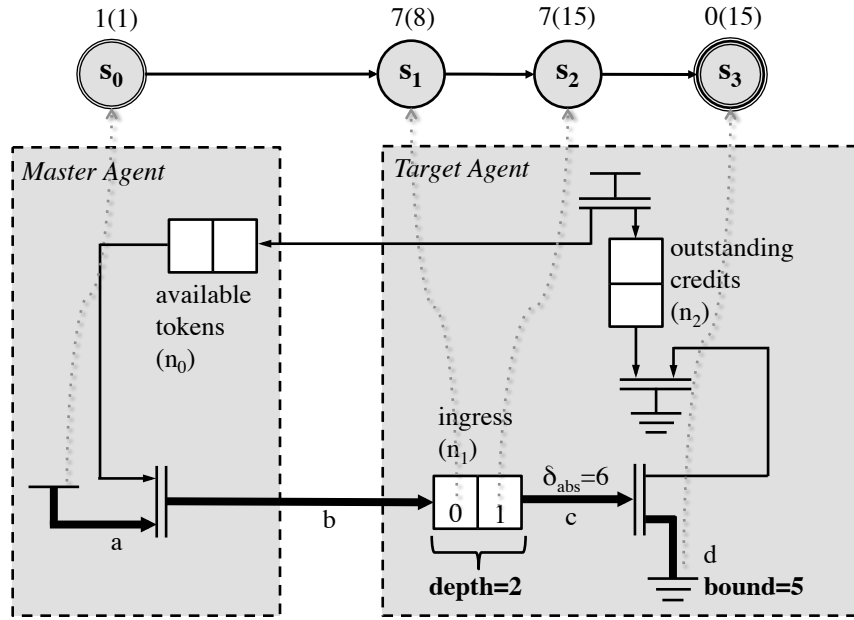 1(1)
7(8)
7(15)
0(15)
s0
s1
s2
s3
Master Agent
Target Agent
available
tokens
(n0)
outstanding
credits
(n2)
ingress
(n1)
δabs=6
0
1
a
b
c
d
depth=2
bound=5